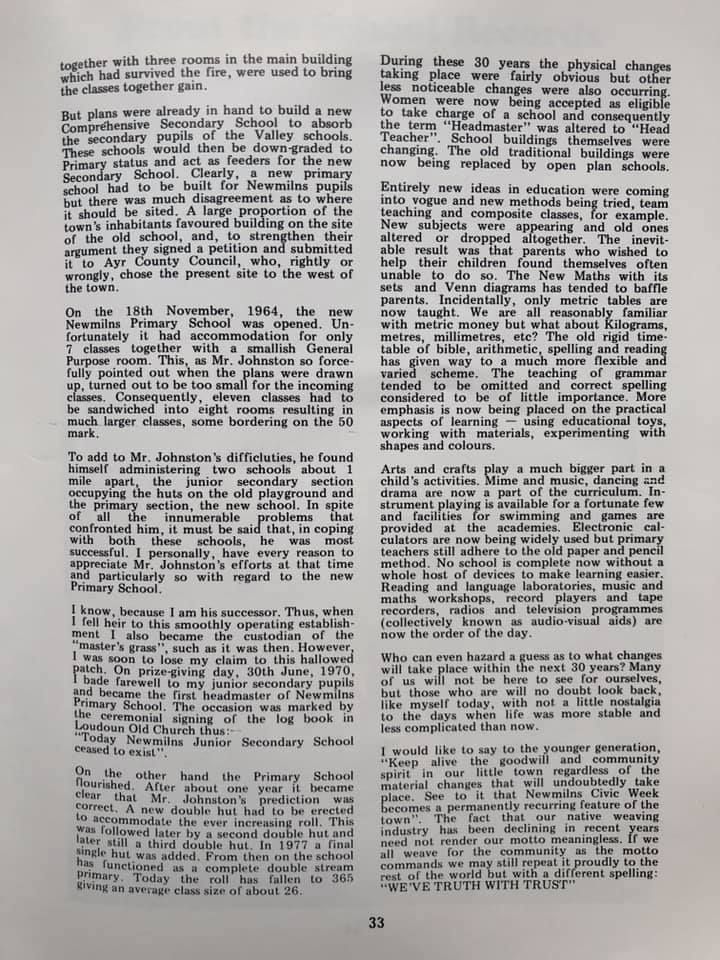 together with three rooms in the main building
which had survived the fire, were used to bring
the classes together gain.
But plans were already in hand to build a new
Comprehensive Secondary School to absorb
the secondary pupils of the Valley schools.
These schools would then be down-graded to
Primary status and act as feeders for the new
Secondary School. Clearly, a new primary
school had to be built for Newmilns pupils
but there was much disagreement as to where
it should be sited. A large proportion of the
town's inhabitants favoured building on the site
of the old school, and, to strengthen their
argument they signed a petition and submitted
it to Ayr County Council, who, rightly or
wrongly, chose the present site to the west of
the town.
On the 18th November, 1964, the new
Newmilns Primary School was opened. Un-
fortunately it had accommodation for only
7 classes together with a smallish General
Purpose room. This, as Mr. Johnston so force-
fully pointed out when the plans were drawn
up, turned out to be too small for the incoming
classes. Consequently, eleven classes had to
be sandwiched into eight rooms resulting in
much larger classes, some bordering on the 50
mark.
To add to Mr. Johnston's difficluties, he found
himself administering two schools about 1
mile apart, the junior secondary section
occupying the huts on the old playground and
the primary section, the new school. In spite
of all the innumerable problems that
confronted him, it must be said that, in coping
with both these schools, he was most
successful. I personally, have every reason to
appreciate Mr. Johnston's efforts at that time
and particularly so with regard to the new
Primary School.
I know, because I am his successor. Thus, when
I fell heir to this smoothly operating establish-
ment I also became the custodian of the
"master's grass", such as it was then. However,
I was soon to lose my claim to this hallowed
patch. On prize-giving day, 30th June, 1970,
I bade farewell to my junior secondary pupils
and became the first headmaster of Newmilns
Primary School. The occasion was marked by
the ceremonial signing of the log book in
Loudoun Old Church thus:--
"Today Newmilns Junior Secondary School
ceased to exist".
On the other hand the Primary School
flourished. After about one year it became
clear that Mr. Johnston's prediction was
correct. A new double hut had to be erected
to accommodate the ever increasing roll. This
was followed later by a second double hut and
later still a third double hut. In 1977 a final
single hut was added. From then on the school
has functioned as a complete double stream
primary. Today the roll has fallen to 365
giving an average class size of about 26.
During these 30 years the physical changes
taking place were fairly obvious but other
less noticeable changes were also occurring.
Women were now being accepted as eligible
to take charge of a school and consequently
the term "Headmaster" was altered to "Head
Teacher". School buildings themselves were
changing. The old traditional buildings were
now being replaced by open plan schools.
Entirely new ideas in education were coming
into vogue and new methods being tried, team
teaching and composite classes, for example.
New subjects were appearing and old ones
altered or dropped altogether. The inevit-
able result was that parents who wished to
help their children found themselves often
unable to do so. The New Maths with its
sets and Venn diagrams has tended to baffle
parents. Incidentally, only metric tables are
now taught. We are all reasonably familiar
with metric money but what about Kilograms,
metres, millimetres, etc? The old rigid time-
table of bible, arithmetic, spelling and reading
has given way to a much more flexible and
varied scheme. The teaching of grammar
tended to be omitted and correct spelling
considered to be of little importance. More
emphasis is now being placed on the practical
aspects of learning — using educational toys,
working with materials, experimenting with
shapes and colours.
Arts and crafts play a much bigger part in a
child's activities. Mime and music, dancing and
drama are now a part of the curriculum. In-
strument playing is available for a fortunate few
and facilities for swimming and games are
provided at the academies. Electronic cal-
culators are now being widely used but primary
teachers still adhere to the old paper and pencil
method. No school is complete now without a
whole host of devices to make learning easier.
Reading and language laboratories, music and
maths workshops, record players and tape
recorders, radios and television programmes
(collectively known as audio-visual aids) are
now the order of the day.
Who can even hazard a guess as to what changes
will take place within the next 30 years? Many
of us will not be here to see for ourselves,
but those who are will no doubt look back,
like myself today, with not a little nostalgia
to the days when life was more stable and
less complicated than now.
I would like to say to the younger generation,
"Keep alive the goodwill and community
spirit in our little town regardless of the
material changes that will undoubtedly take
place. See to it that Newmilns Civic Week
becomes a permanently recurring feature of the
town". The fact that our native weaving
industry has been declining in recent years
need not render our motto meaningless. If we
all weave for the community as the motto
commands we may still repeat it proudly to the
rest of the world but with a different spelling:
"WE'VE TRUTH WITH TRUST"
33